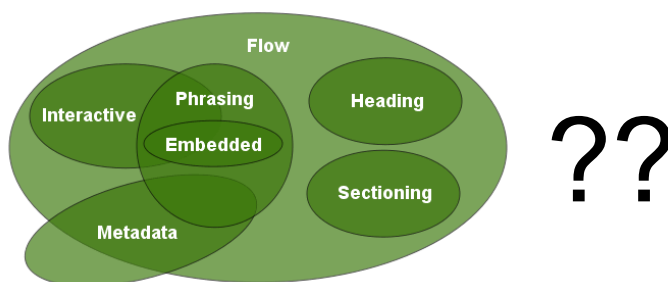 Flow
Interactive
Phrasing
Embedded
Heading
Sectioning
Metadata
??